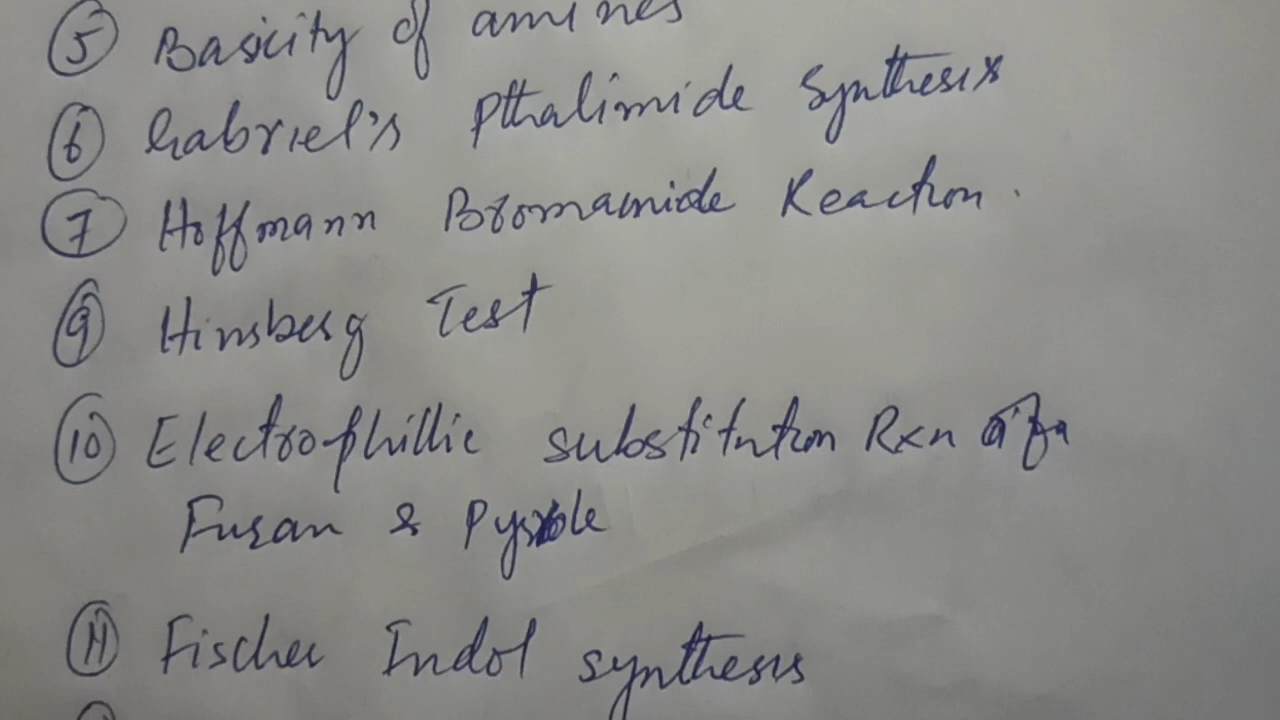 5 Basicity of amines
6 Gabriel's Pthalimide Synthesis
7 Hoffmann Bromamide Reaction.
9 Hinsberg Test
10 Electrophillic substitution Rxn
Furan & Pyrrole
11 Fischer Indol synthesis